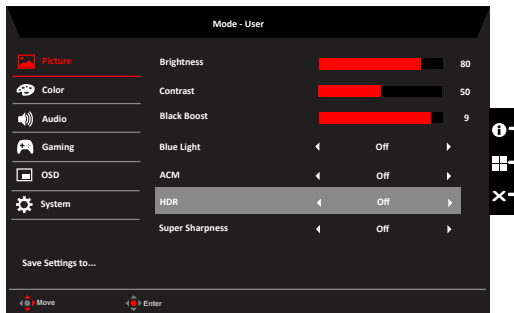 Mode - User
Picture
Color
Audio
Gaming
OSD
System
Save Settings to...
Brightness 80
Contrast 50
Black Boost 9
Blue Light Off
ACM Off
HDR Off
Super Sharpness Off
Move Enter